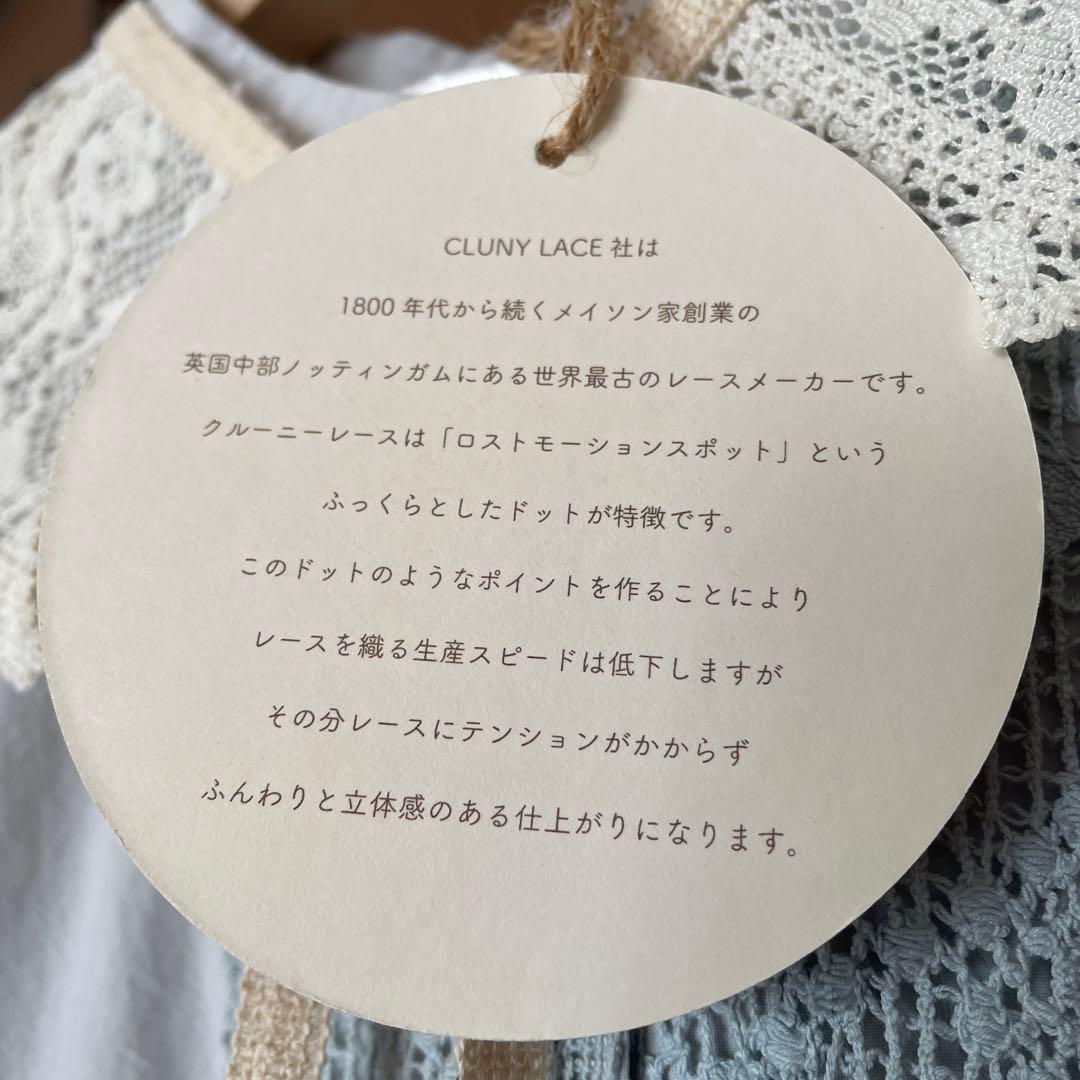 CLUNY LACE 社は
1800 年代から続くメイソン家創業の
英国中部ノッティンガムにある世界最古のレースメーカーです。
クルーニーレースは「ロストモーションスポット」という
ふっくらとしたドットが特徴です。
このドットのようなポイントを作ることにより
レースを織る生産スピードは低下しますが
その分レースにテンションがかからず
ふんわりと立体感のある仕上がりになります。